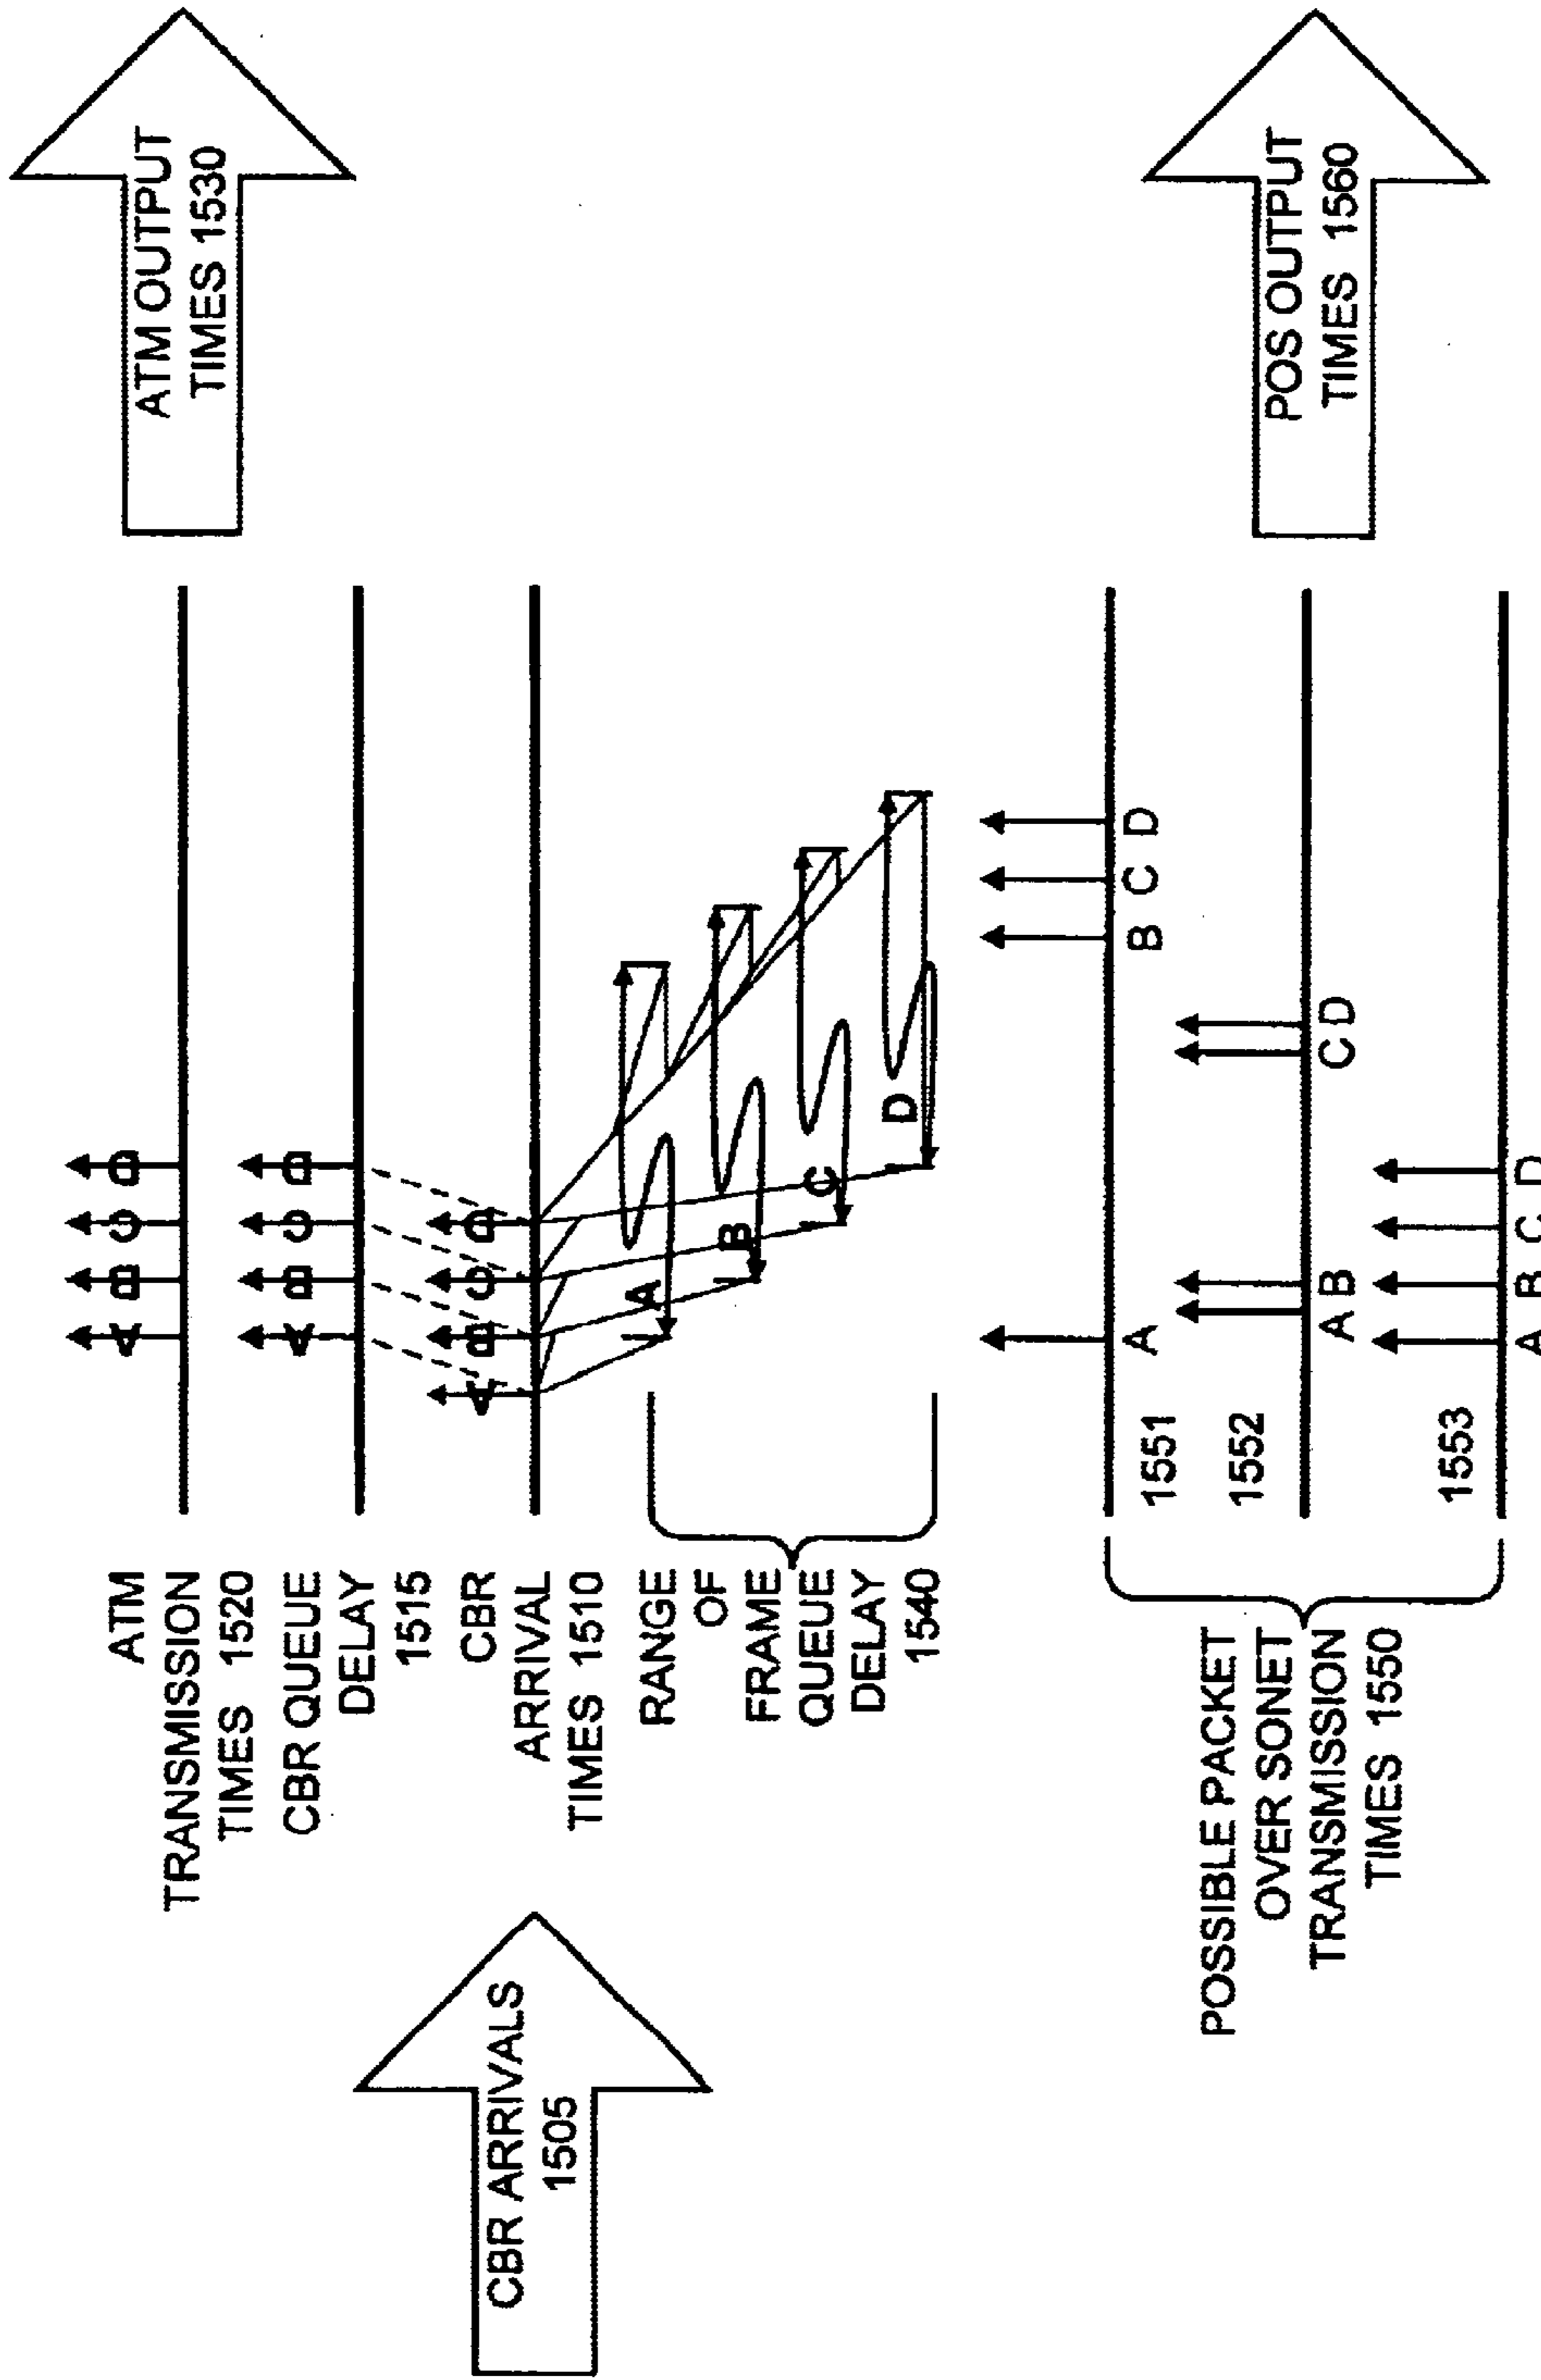 CBR ARRIVALS
1505
ATM
TRANSMISSION
TIMES 1520
CBR QUEUE
DELAY
1515
CBR
ARRIVAL
TIMES 1510
RANGE
OF
FRAME
QUEUE
DELAY
1540
POSSIBLE PACKET
OVER SONET
TRANSMISSION
TIMES 1550
A B C D
A B C D
A B C D
A
B
C
D
A B C D
1551
A B C D
1552
A B C D
1553
ATM OUTPUT
TIMES 1530
POS OUTPUT
TIMES 1560